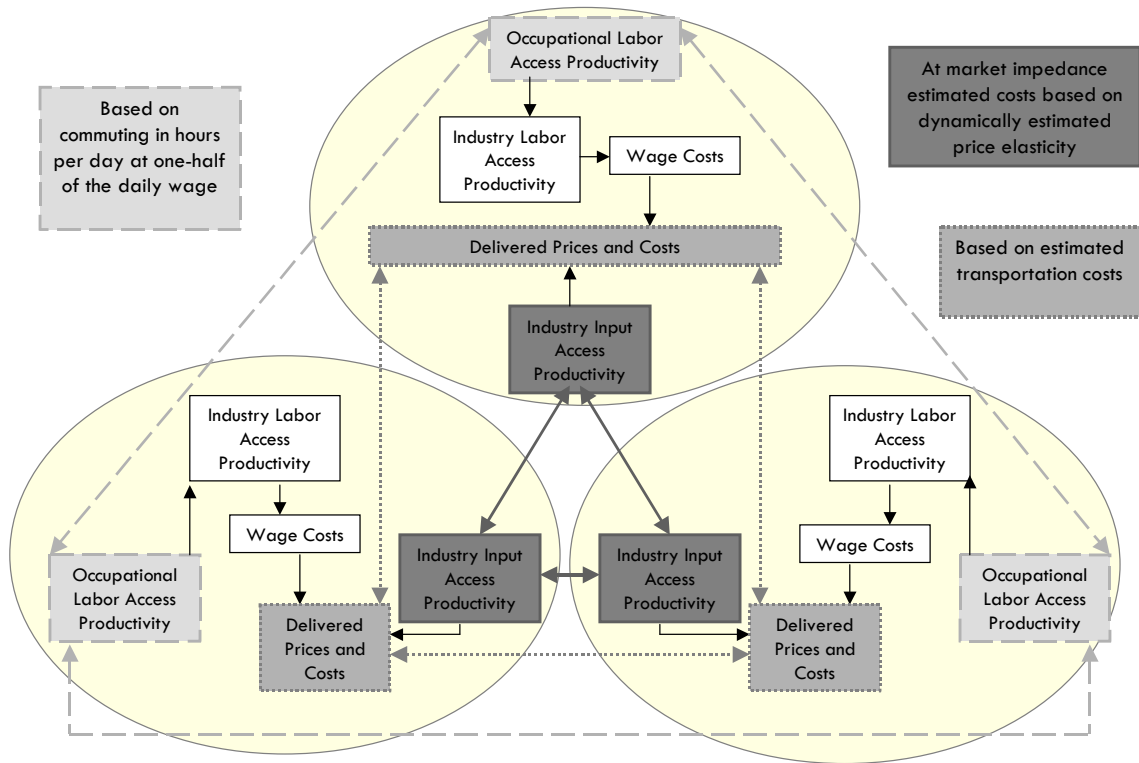 Occupational Labor
Access Productivity
Based on
commuting in hours
per day at one-half
of the daily wage
At market impedance
estimated costs based on
dynamically estimated
price elasticity
Industry Labor
Access
Productivity
Wage Costs
Delivered Prices and Costs
Based on estimated
transportation costs
Industry Input
Access
Productivity
Industry Labor
Access
Productivity
Wage Costs
Occupational
Labor Access
Productivity
Industry Input
Access
Productivity
Delivered
Prices and
Costs
Industry Labor
Access
Productivity
Wage Costs
Industry Input
Access
Productivity
Delivered
Prices and
Costs
Occupational
Labor Access
Productivity